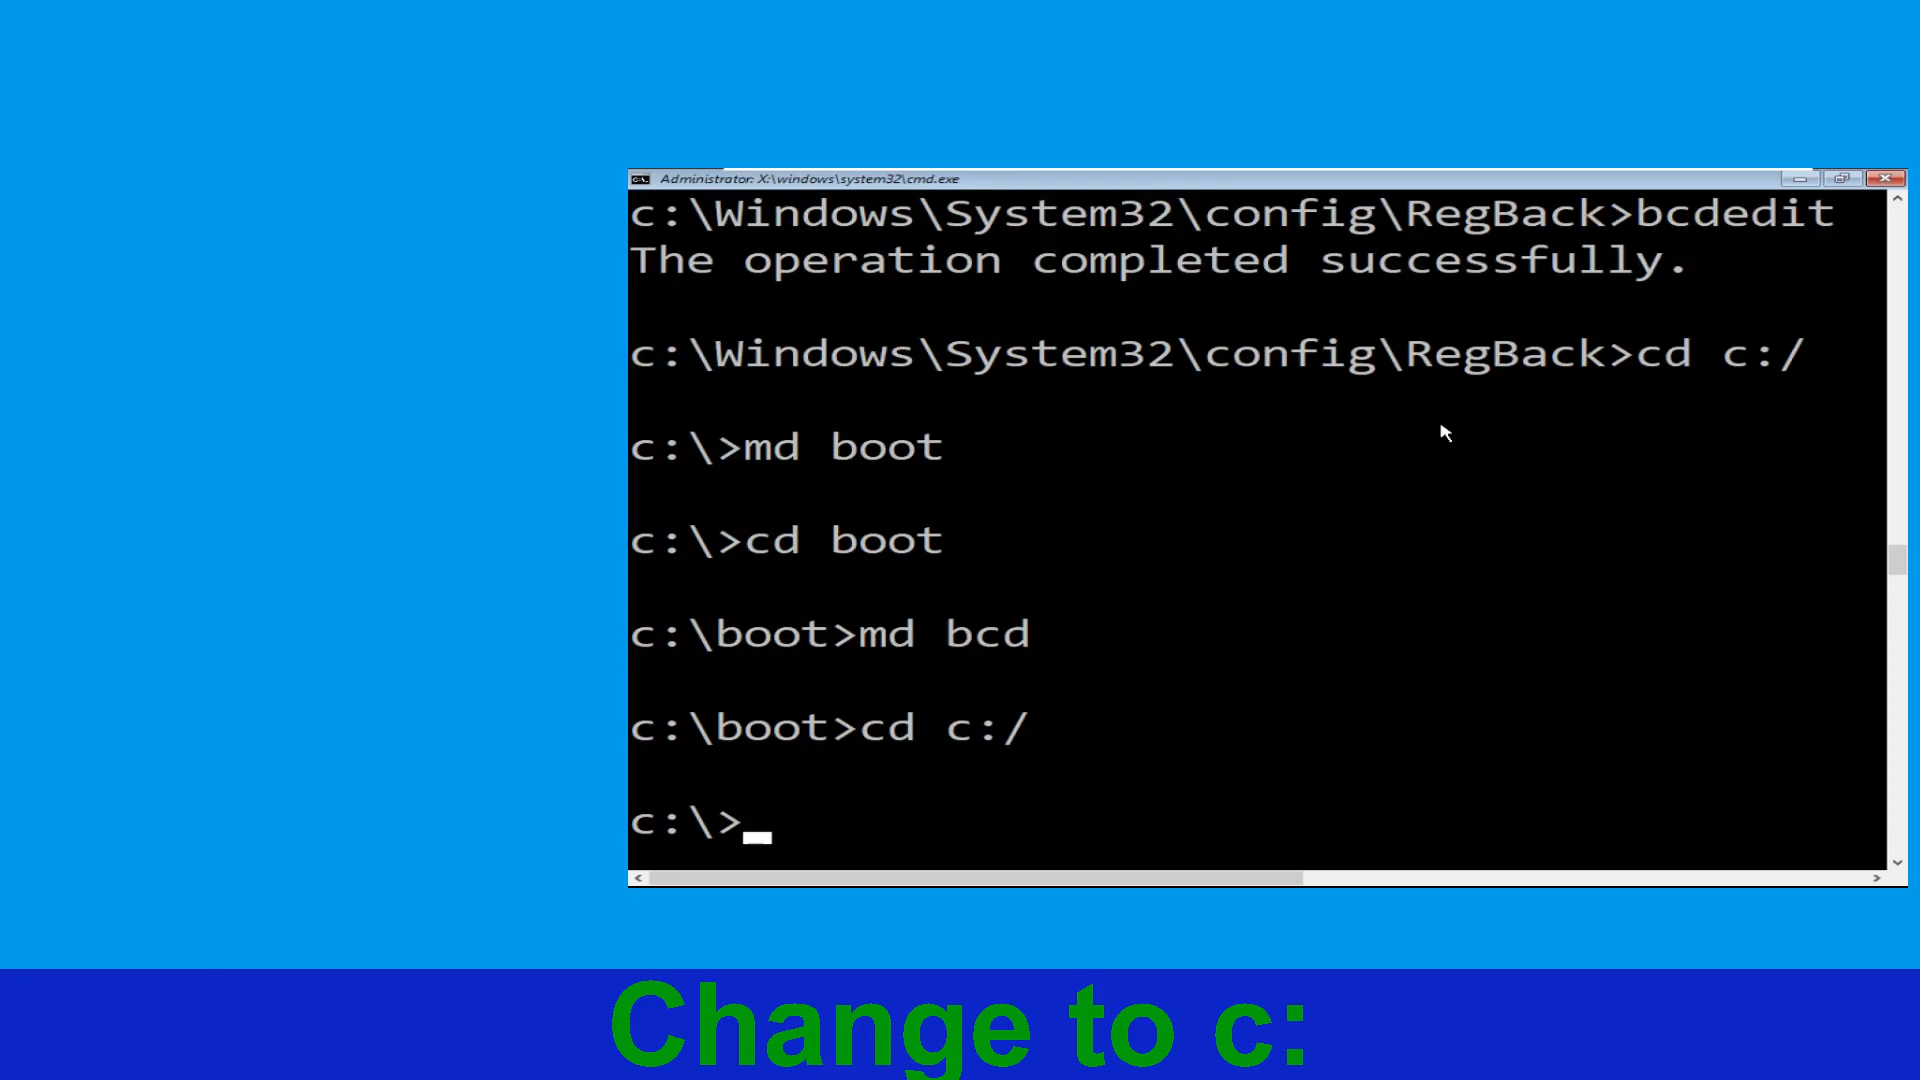 Administrator: X:\windows\system32\cmd.exe
c:\Windows\System32\config\RegBack>bcdedit
The operation completed successfully.
c:\Windows\System32\config\RegBack>cd c:/
c:\>md boot
c:\>cd boot
c:\boot>md bcd
c:\boot>cd c:/
c:\>
Change to c: